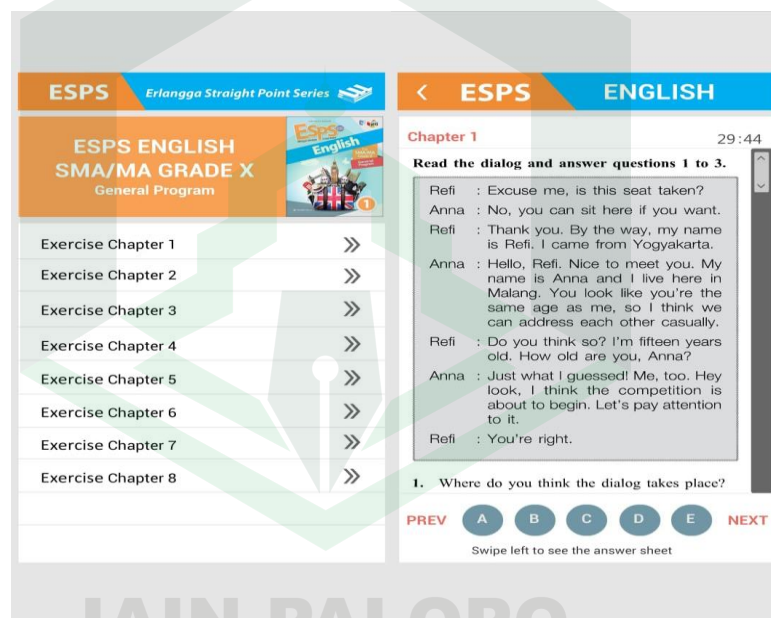 ESPS
Erlangga Straight Point Series
ESPS ENGLISH
SMA/MA GRADE X
General Program
ESPS
English
1
Exercise Chapter 1
Exercise Chapter 2
Exercise Chapter 3
Exercise Chapter 4
Exercise Chapter 5
Exercise Chapter 6
Exercise Chapter 7
Exercise Chapter 8
ESPS ENGLISH
Chapter 1 29:44
Read the dialog and answer questions 1 to 3.
Refi : Excuse me, is this seat taken?
Anna : No, you can sit here if you want.
Refi : Thank you. By the way, my name
is Refi. I came from Yogyakarta.
Anna : Hello, Refi. Nice to meet you. My
name is Anna and I live here in
Malang. You look like you're the
same age as me, so I think we
can address each other casually.
Refi : Do you think so? I'm fifteen years
old. How old are you, Anna?
Anna : Just what I guessed! Me, too. Hey
look, I think the competition is
about to begin. Let's pay attention
to it.
Refi : You're right.
1. Where do you think the dialog takes place?
PREV A B C D E NEXT
Swipe left to see the answer sheet
IAIN PALOPO